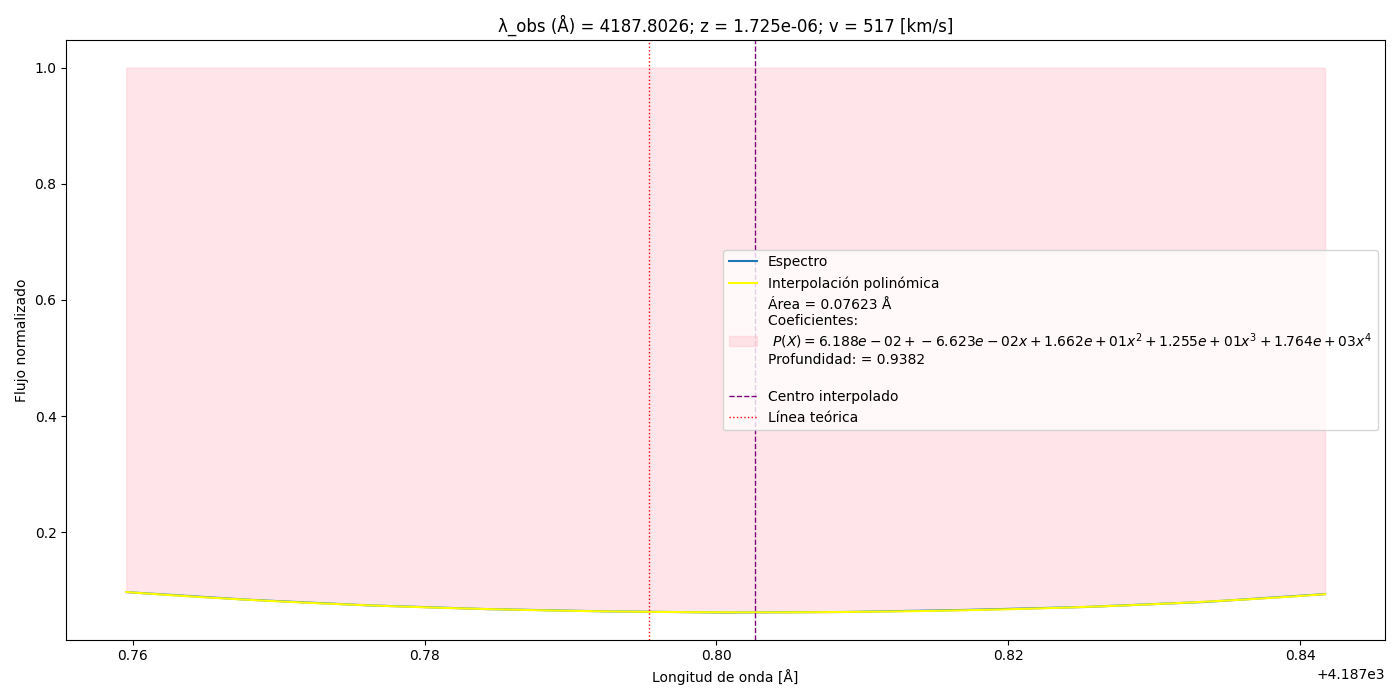 λ_obs (Å) = 4187.8026; z = 1.725e-06; v = 517 [km/s]
1.0
0.8
0.6
0.4
0.2
Flujo normalizado
Espectro
Interpolación polinómica
Área = 0.07623 Å
Coeficientes:
P(X) = 6.188e − 02 + −6.623e − 02x + 1.662e + 01x² + 1.255e + 01x³ + 1.764e + 03x⁴
Profundidad: = 0.9382
Centro interpolado
Línea teórica
0.76
0.78
0.80
0.82
0.84
+4.187e3
Longitud de onda [Å]